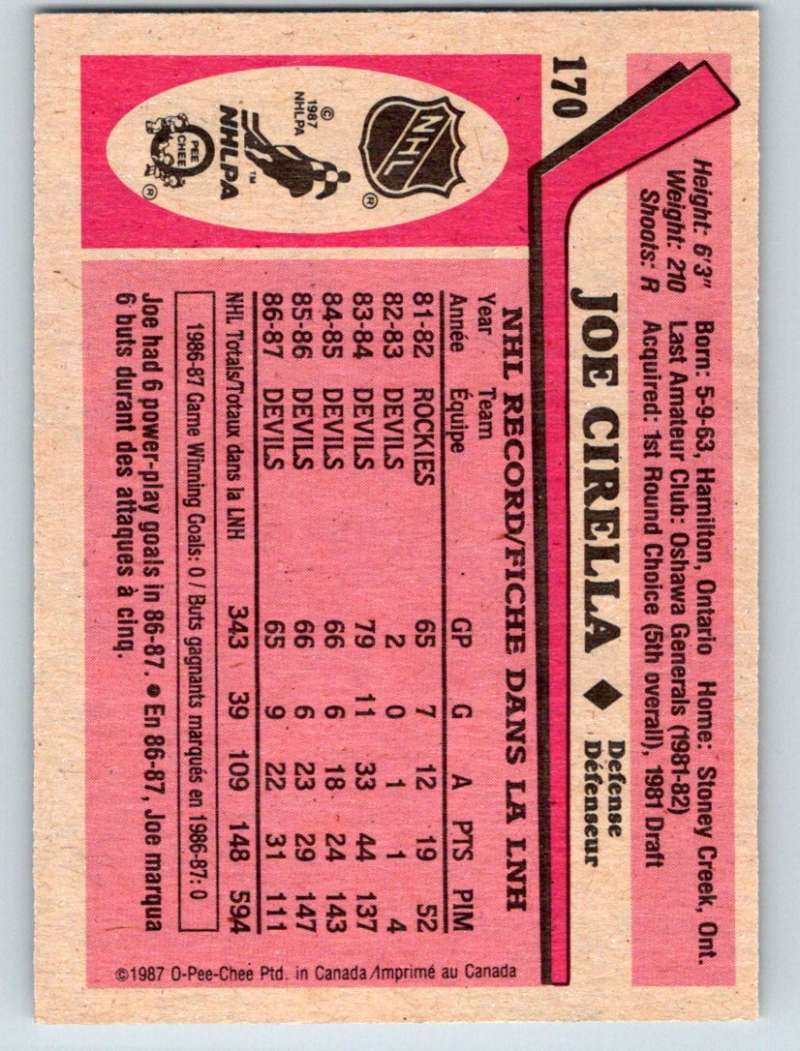 170
Height: 6'3" Born: 5-9-63, Hamilton, Ontario Home: Stoney Creek, Ont.
Weight: 210 Last Amateur Club: Oshawa Generals (1981-82)
Shoots: R Acquired: 1st Round Choice (5th overall), 1981 Draft
JOE CIRELLA ◆ Defense
Défenseur
NHL
®
© 1987 NHLPA
NHLPA
™
O PEE CHEE
®
NHL RECORD/FICHE DANS LA LNH
Year Team
Année Équipe GP G A PTS PIM
81-82 ROCKIES 65 7 12 19 52
82-83 DEVILS 2 0 1 1 4
83-84 DEVILS 79 11 33 44 137
84-85 DEVILS 66 6 18 24 143
85-86 DEVILS 66 6 23 29 147
86-87 DEVILS 65 9 22 31 111
NHL Totals/Totaux dans la LNH 343 39 109 148 594
1986-87 Game Winning Goals: 0 / Buts gagnants marqués en 1986-87: 0
Joe had 6 power-play goals in 86-87. ● En 86-87, Joe marqua
6 buts durant des attaques à cinq.
©1987 O-Pee-Chee Ptd. in Canada/Imprimé au Canada